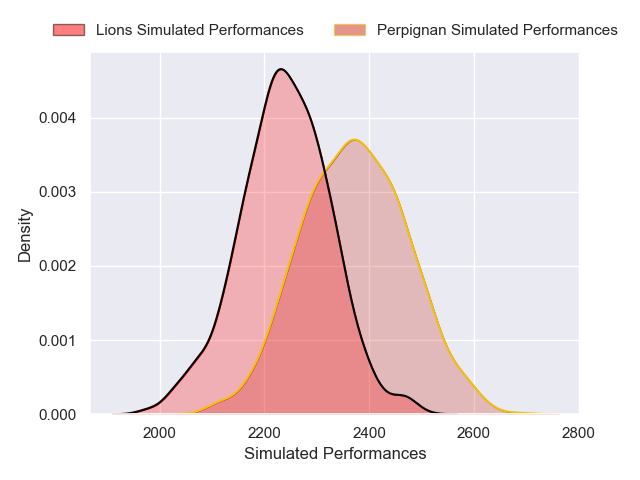 Lions Simulated Performances
Perpignan Simulated Performances
Density
0.004
0.003
0.002
0.001
0.000
2000
2200
2400
2600
2800
Simulated Performances